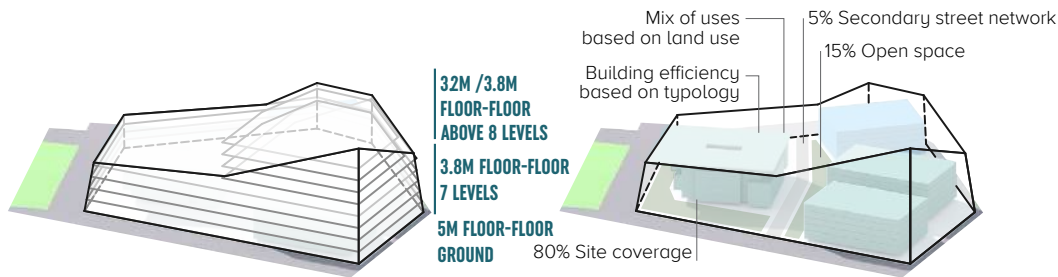 32M /3.8M
FLOOR-FLOOR
ABOVE 8 LEVELS
3.8M FLOOR-FLOOR
7 LEVELS
5M FLOOR-FLOOR
GROUND
Mix of uses
based on land use
5% Secondary street network
15% Open space
Building efficiency
based on typology
80% Site coverage